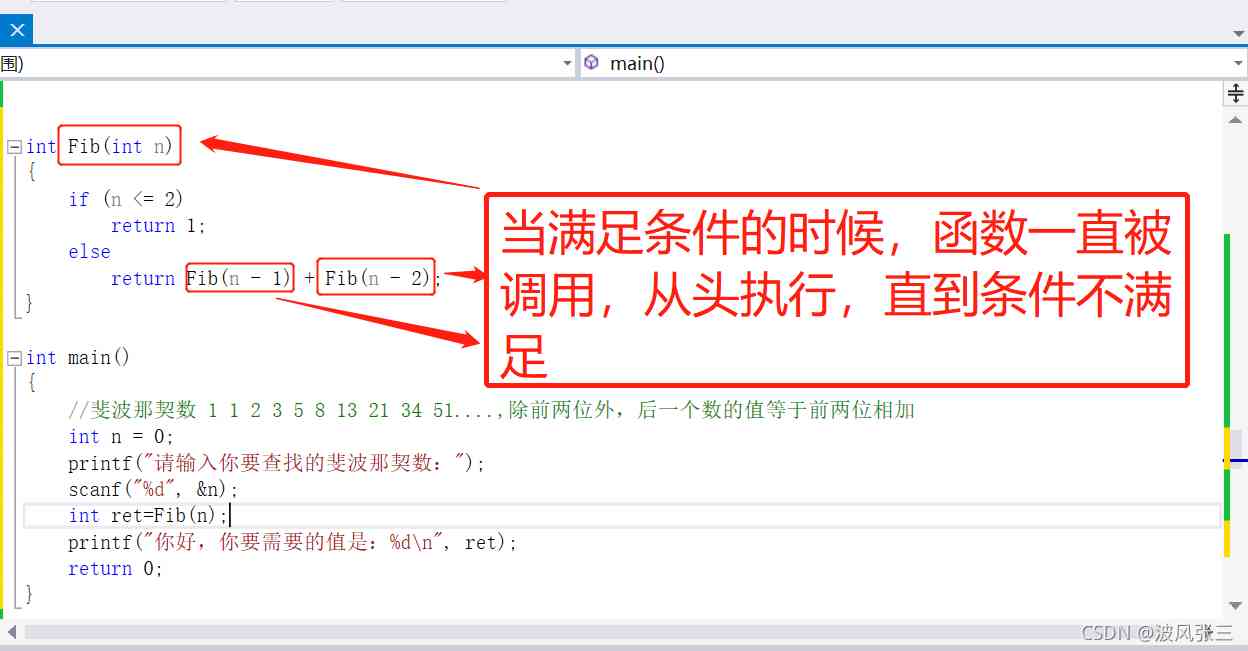 围)
main()
int Fib(int n)
{
if (n <= 2)
return 1;
else
return Fib(n - 1) + Fib(n - 2);
}
当满足条件的时候，函数一直被
调用，从头执行，直到条件不满
足
int main()
{
//斐波那契数 1 1 2 3 5 8 13 21 34 51....,除前两位外，后一个数的值等于前两位相加
int n = 0;
printf("请输入你要查找的斐波那契数：");
scanf("%d", &n);
int ret=Fib(n);
printf("你好，你要需要的值是：%d\n", ret);
return 0;
}
CSDN @波风张三